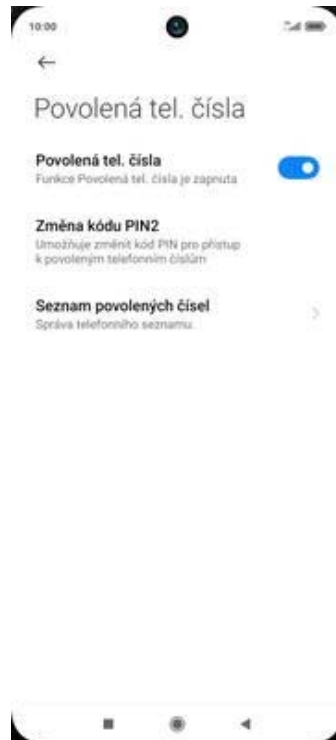 10:00
Povolená tel. čísla
Povolená tel. čísla
Funkce Povolená tel. čísla je zapnuta
Změna kódu PIN2
Umožňuje změnit kód PIN pro přístup
k povoleným telefonním číslům
Seznam povolených čísel
Správa telefonního seznamu.